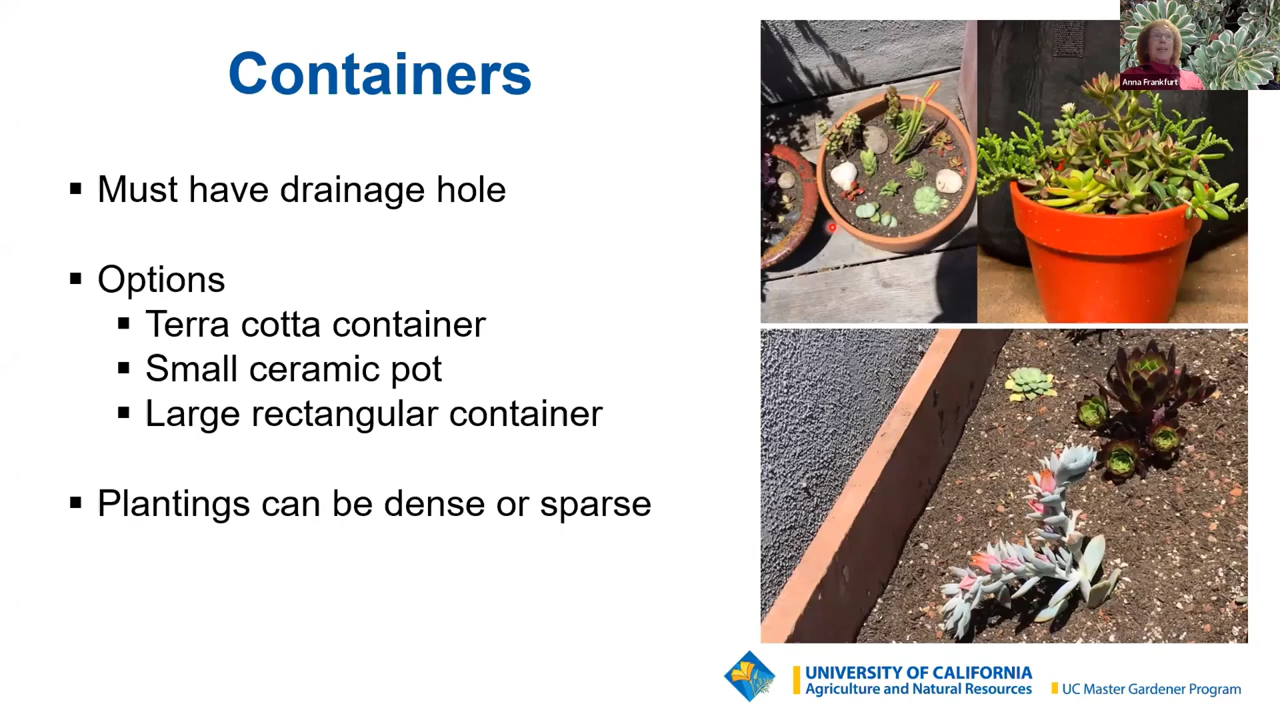 Containers
▪ Must have drainage hole
▪ Options
▪ Terra cotta container
▪ Small ceramic pot
▪ Large rectangular container
▪ Plantings can be dense or sparse
Anna Frankfurt
UNIVERSITY OF CALIFORNIA
Agriculture and Natural Resources
UC Master Gardener Program